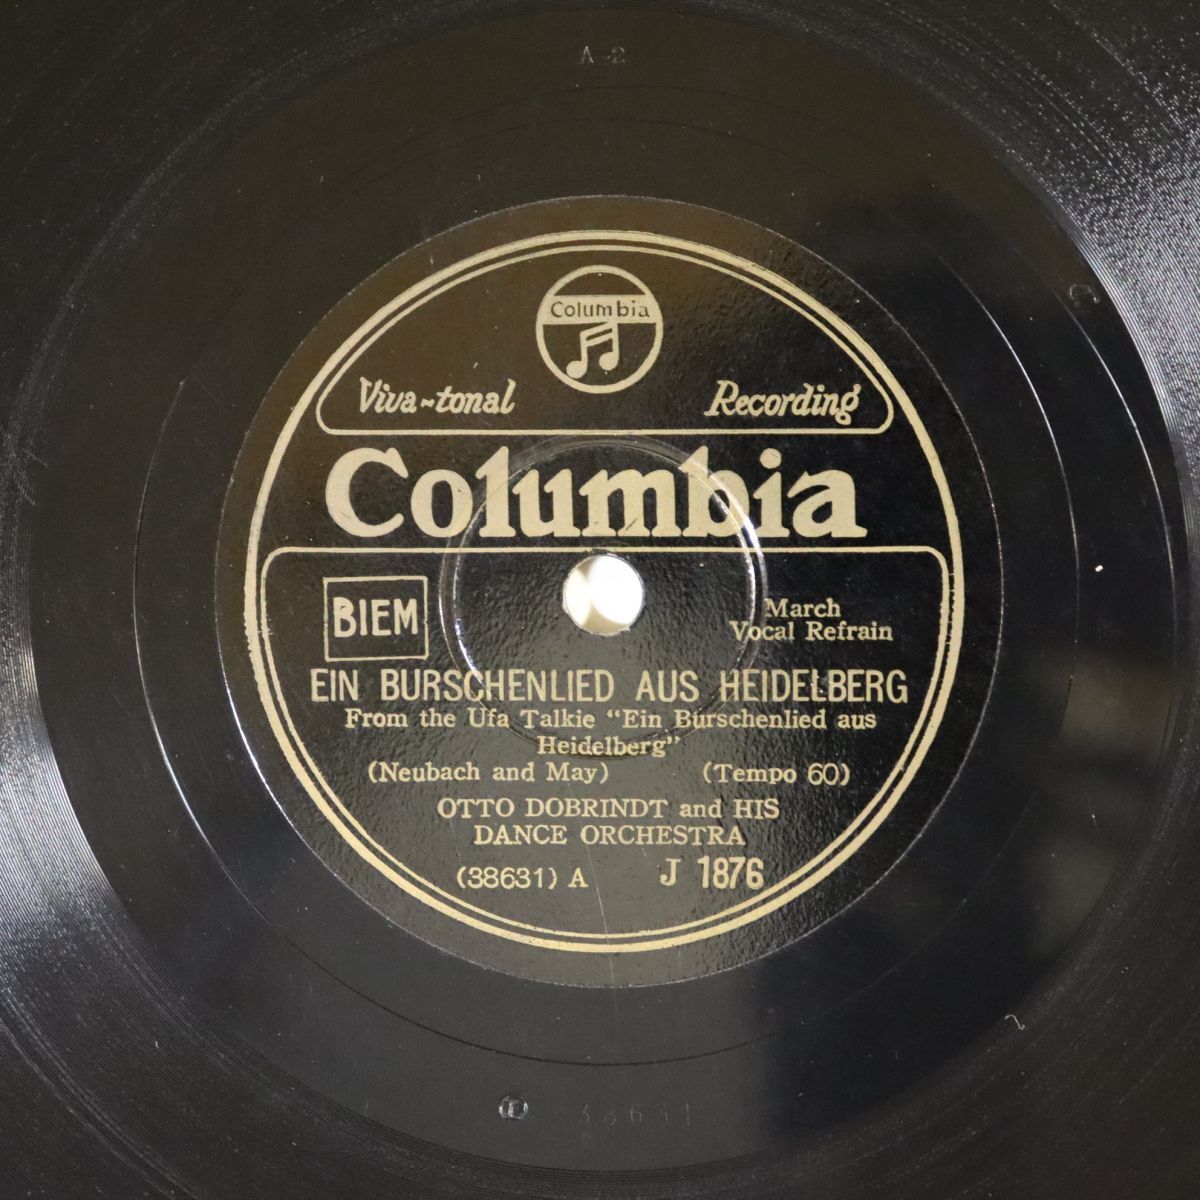 A 2
Columbia
Viva-tonal Recording
Columbia
BIEM
March
Vocal Refrain
EIN BURSCHENLIED AUS HEIDELBERG
From the Ufa Talkie "Ein Burschenlied aus
Heidelberg"
(Neubach and May) (Tempo 60)
OTTO DOBRINDT and HIS
DANCE ORCHESTRA
(38631) A J 1876
38631